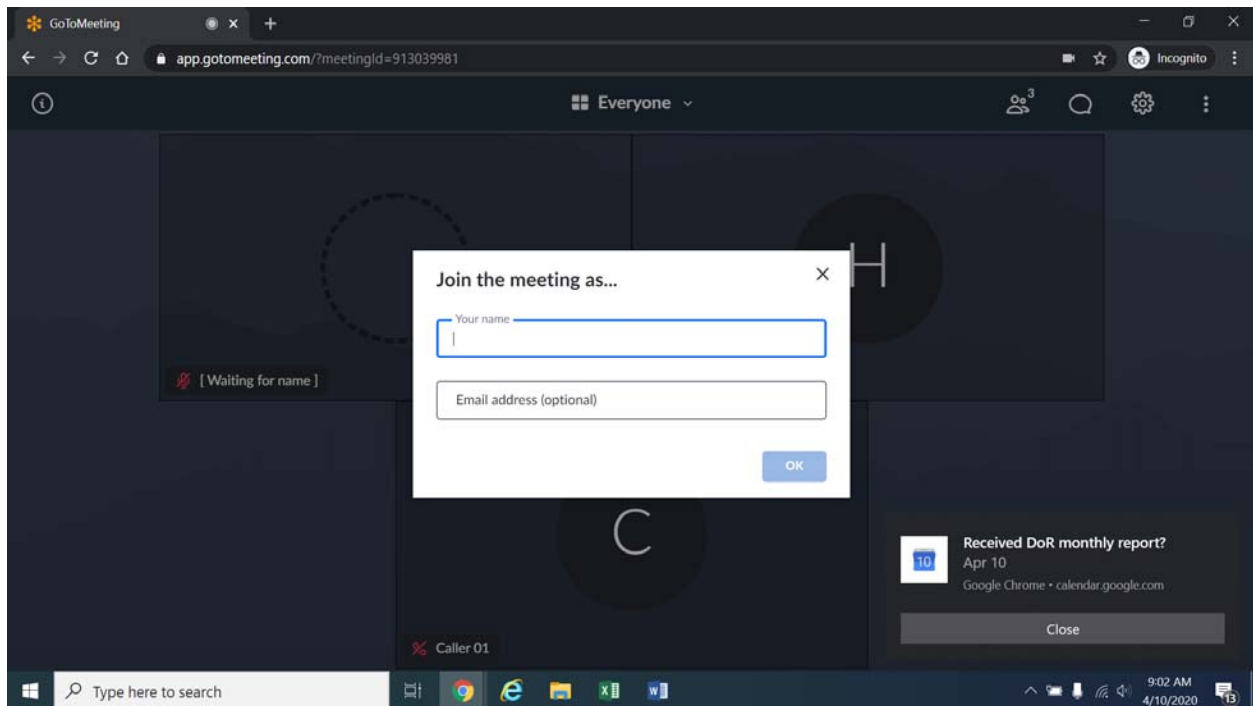 GoToMeeting
app.gotomeeting.com/?meetingId=913039981
Incognito
Everyone
3
H
Join the meeting as...
Your name
Email address (optional)
OK
[ Waiting for name ]
C
Caller 01
10
Received DoR monthly report?
Apr 10
Google Chrome • calendar.google.com
Close
Type here to search
9:02 AM
4/10/2020
13